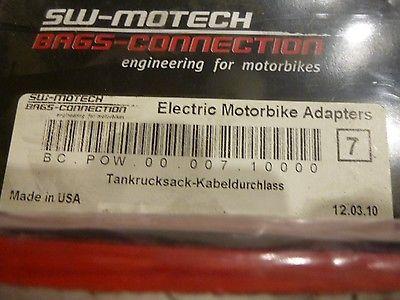 SW-MOTECH
BAGS-CONNECTION
engineering for motorbikes
SW-MOTECH
BAGS-CONNECTION
engineering for motorbikes
Electric Motorbike Adapters
7
BC.POW.00.007.10000
Tankrucksack-Kabeldurchlass
Made in USA
12.03.10